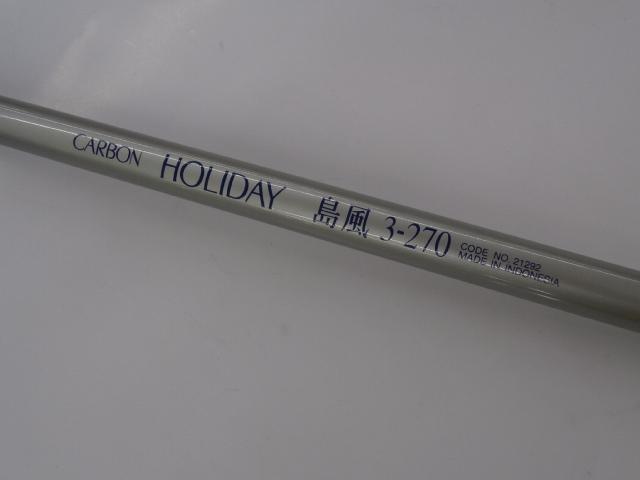 CARBON HOLIDAY 島風 3-270
CODE NO. 21292
MADE IN INDONESIA